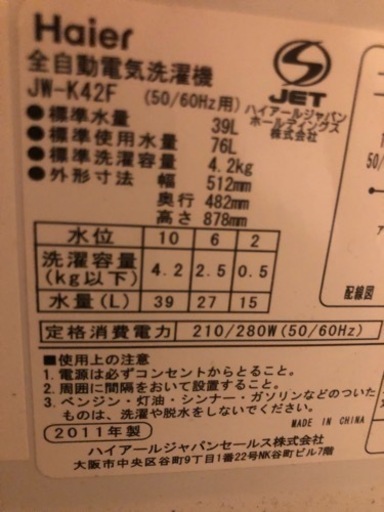 Haier
全自動電気洗濯機
JW-K42F (50/60Hz用)
S
JET
ハイアールジャパン
ホールディングス
株式会社
●標準水量 39L
●標準使用水量 76L
●標準洗濯容量 4.2kg
●外形寸法 幅 512mm
奥行 482mm
高さ 878mm
水位 10 6 2
洗濯容量
(kg以下) 4.2 2.5 0.5
水量(L) 39 27 15
定格消費電力 210/280W(50/60Hz)
配線図
■使用上の注意
1. 電源は必ずコンセントからとること。
2. 周囲に間隔をおいて設置すること。
3. ベンジン・灯油・シンナー・ガソリンなどのついた
ものは、洗濯や脱水をしないでください。
MADE IN CHINA
2011年製
ハイアールジャパンセールス株式会社
大阪市中央区谷町9丁目1番22号NK谷町ビル7階